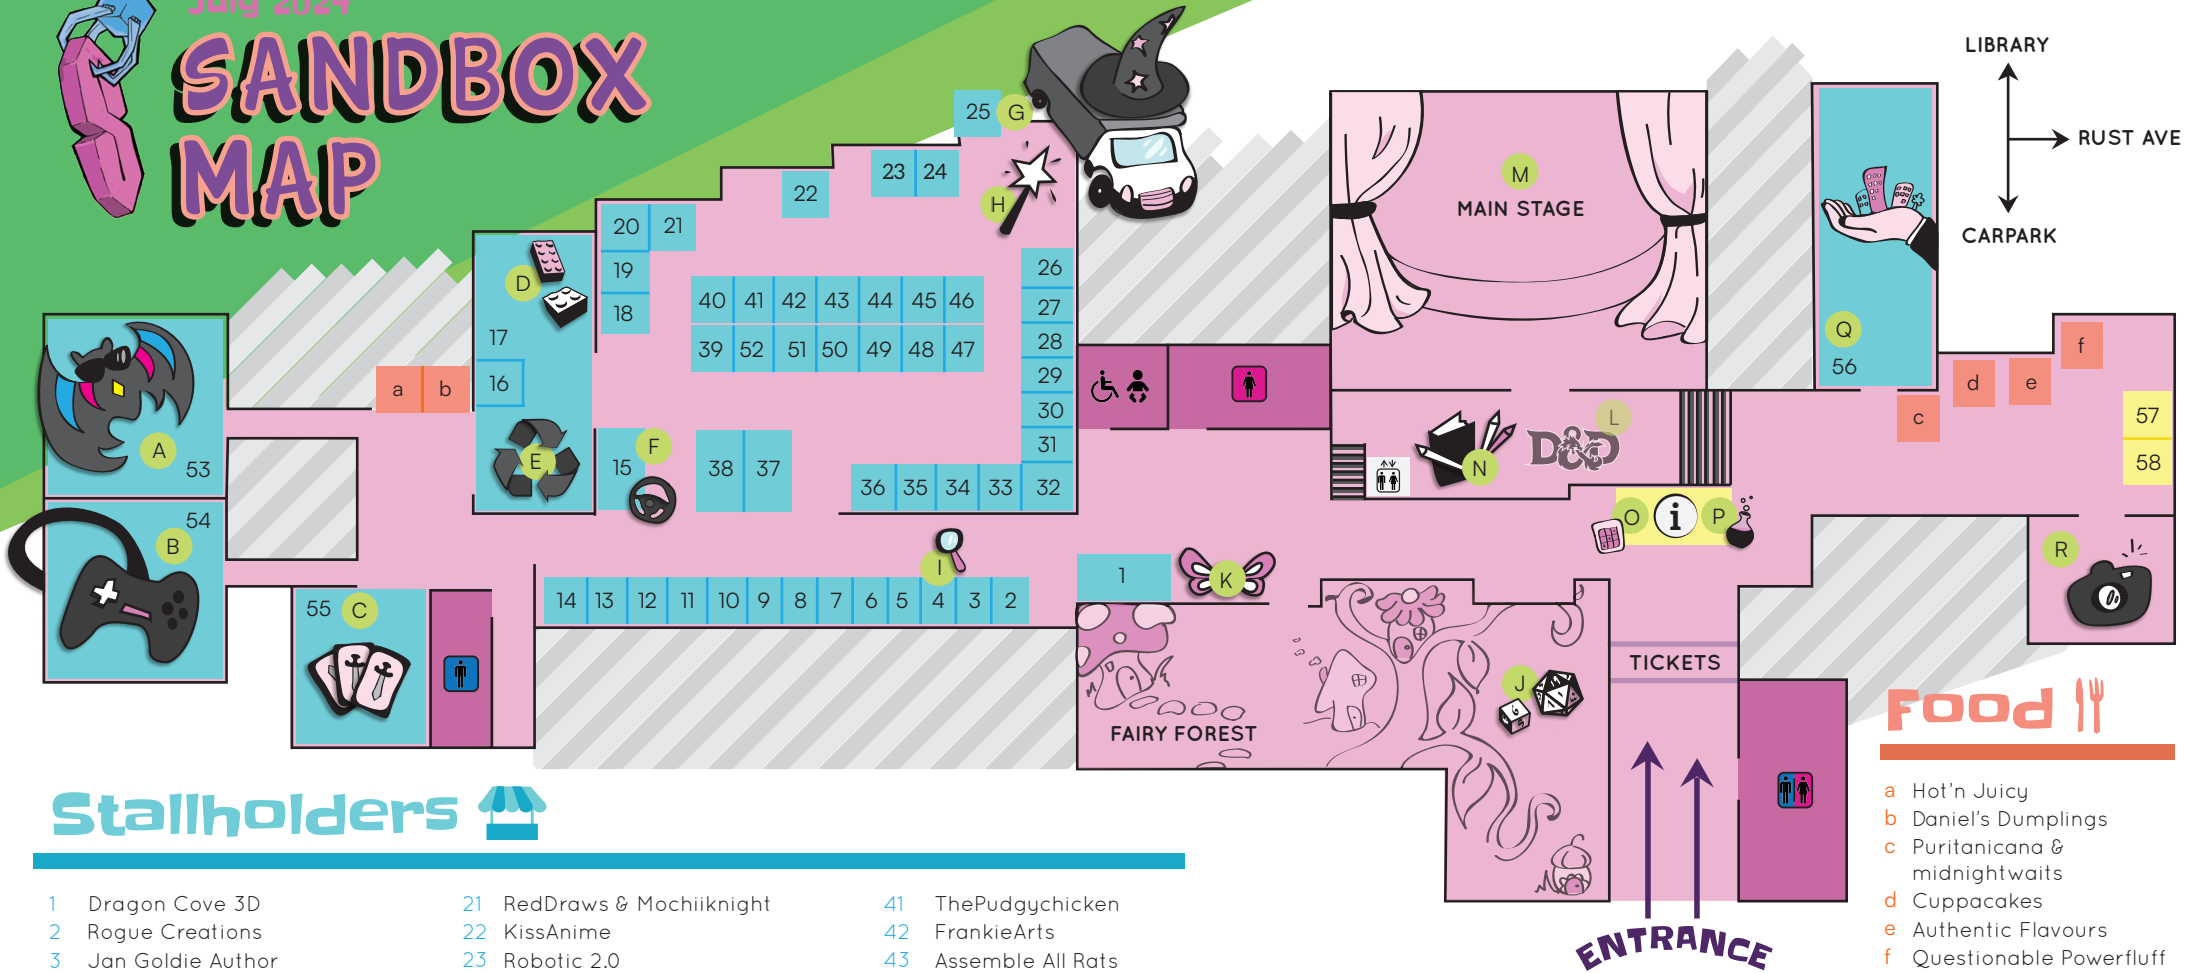 July 2024
SANDBOX
MAP
LIBRARY
RUST AVE
CARPARK
25 G
23 24
22
H
M
MAIN STAGE
20 21
19
18
D
17
16
26
27
28
29
30
31
40 41 42 43 44 45 46
39 52 51 50 49 48 47
Q
56
f
d e
c
57
58
a b
A
53
54
B
E
15 F
38 37
36 35 34 33 32
L
D&D
N
O i P
R
I
14 13 12 11 10 9 8 7 6 5 4 3 2
1
K
55 C
J
TICKETS
FAIRY FOREST
ENTRANCE
Stallholders
1 Dragon Cove 3D
2 Rogue Creations
3 Jan Goldie Author
21 RedDraws & Mochiiknight
22 KissAnime
23 Robotic 2.0
41 ThePudgychicken
42 FrankieArts
43 Assemble All Rats
Food
a Hot'n Juicy
b Daniel's Dumplings
c Puritanicana &
midnightwaits
d Cuppacakes
e Authentic Flavours
f Questionable Powerfluff